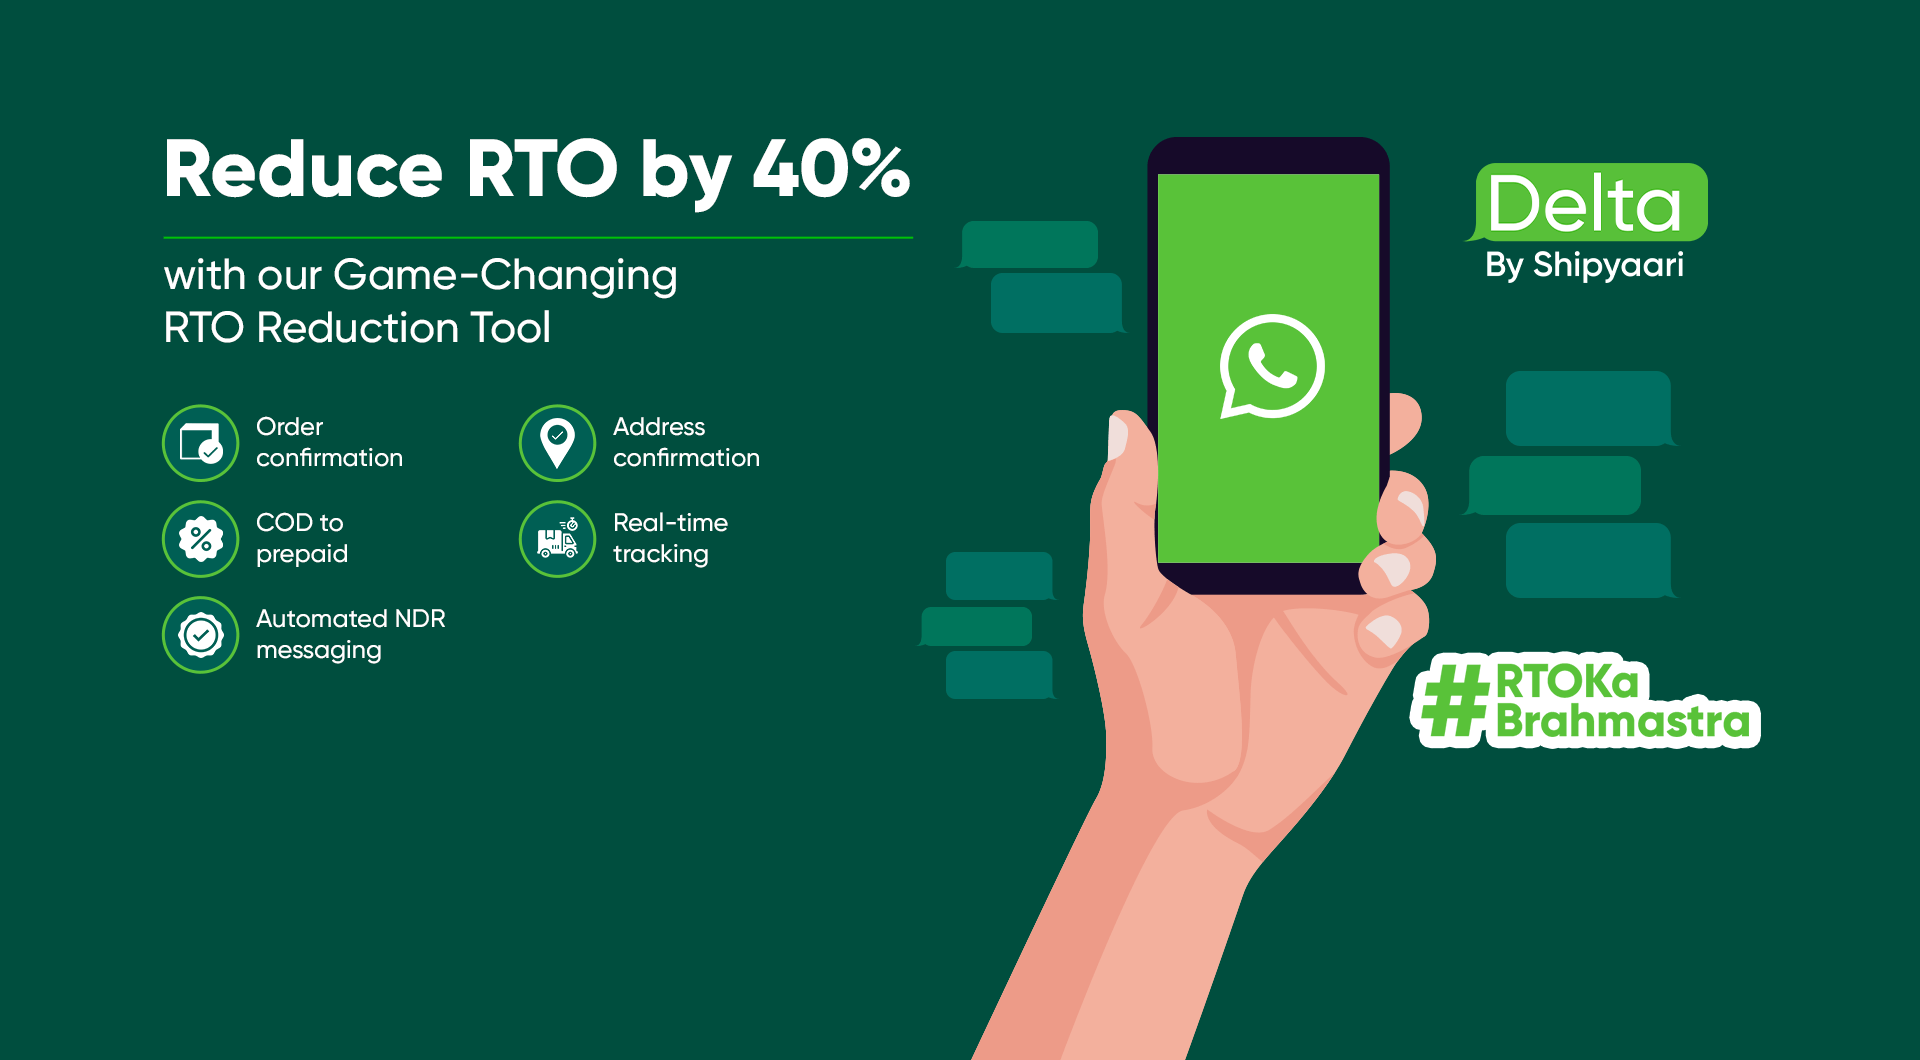 Reduce RTO by 40%
with our Game-Changing
RTO Reduction Tool
Order
confirmation
Address
confirmation
COD to
prepaid
Real-time
tracking
Automated NDR
messaging
Delta
By Shipyaari
#RTOKa
Brahmastra